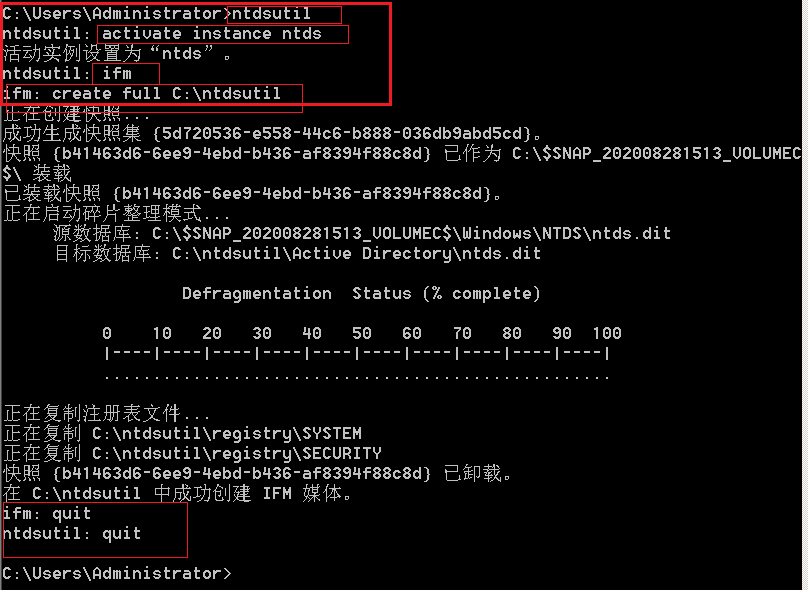 C:\Users\Administrator>ntdsutil
ntdsutil: activate instance ntds
活动实例设置为“ntds”。
ntdsutil: ifm
ifm: create full C:\ntdsutil
正在创建快照...
成功生成快照集 {5d720536-e558-44c6-b888-036db9abd5cd}。
快照 {b41463d6-6ee9-4ebd-b436-af8394f88c8d} 已作为 C:\$SNAP_202008281513_VOLUMEC
$\ 装载
已装载快照 {b41463d6-6ee9-4ebd-b436-af8394f88c8d}。
正在启动碎片整理模式...
源数据库: C:\$SNAP_202008281513_VOLUMEC$\Windows\NTDS\ntds.dit
目标数据库: C:\ntdsutil\Active Directory\ntds.dit
Defragmentation  Status (% complete)
0    10   20   30   40   50   60   70   80   90  100
|----|----|----|----|----|----|----|----|----|----|
...................................................
正在复制注册表文件...
正在复制 C:\ntdsutil\registry\SYSTEM
正在复制 C:\ntdsutil\registry\SECURITY
快照 {b41463d6-6ee9-4ebd-b436-af8394f88c8d} 已卸载。
在 C:\ntdsutil 中成功创建 IFM 媒体。
ifm: quit
ntdsutil: quit
C:\Users\Administrator>